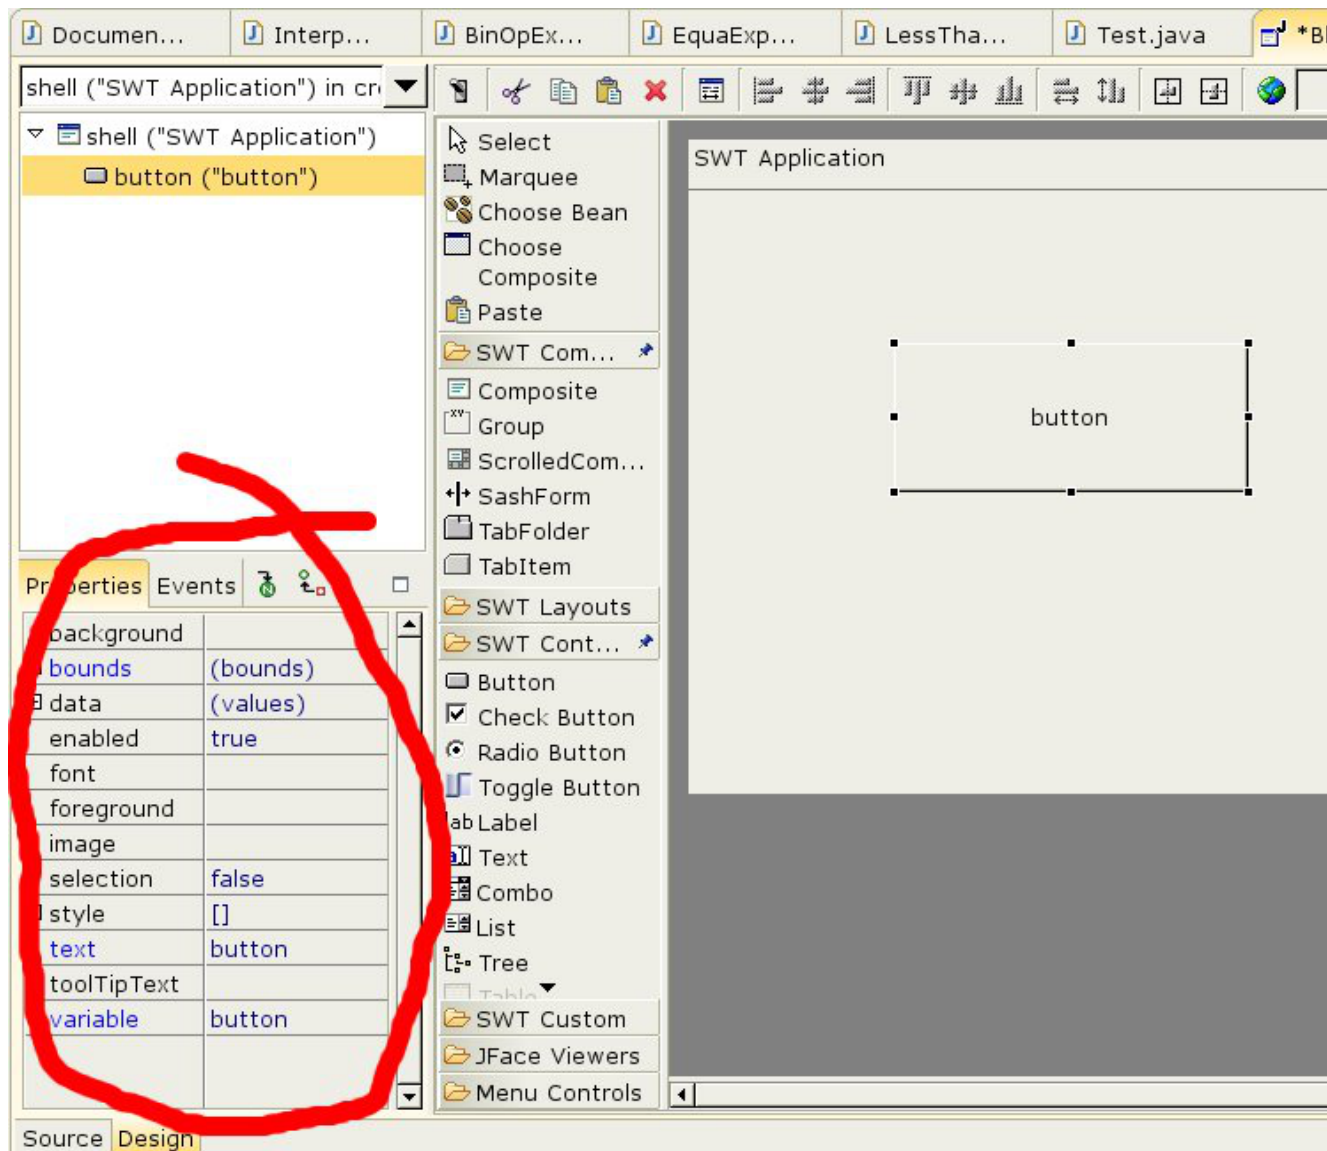 Documen...
Interp...
BinOpEx...
EquaExp...
LessTha...
Test.java
shell ("SWT Application") in
shell ("SWT Application")
button ("button")
Properties
Events
background
bounds (bounds)
data (values)
enabled true
font
foreground
image
selection false
style []
text button
toolTipText
variable button
Source
Design
Select
Marquee
Choose Bean
Choose
Composite
Paste
SWT Com...
Composite
Group
ScrolledCom...
SashForm
TabFolder
TabItem
SWT Layouts
SWT Cont...
Button
Check Button
Radio Button
Toggle Button
Label
Text
Combo
List
Tree
Table
SWT Custom
JFace Viewers
Menu Controls
SWT Application
button